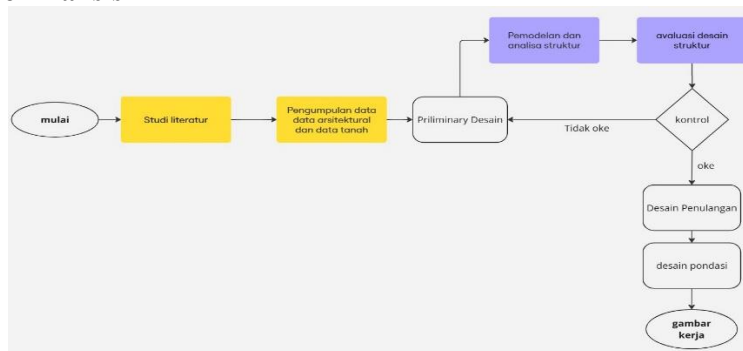 Pemodelan dan
analisa struktur
avaluasi desain
struktur
mulai
Studi literatur
Pengumpulan data
data arsitektural
dan data tanah
Priliminary Desain
Tidak oke
kontrol
oke
Desain Penulangan
desain pondasi
gambar
kerja